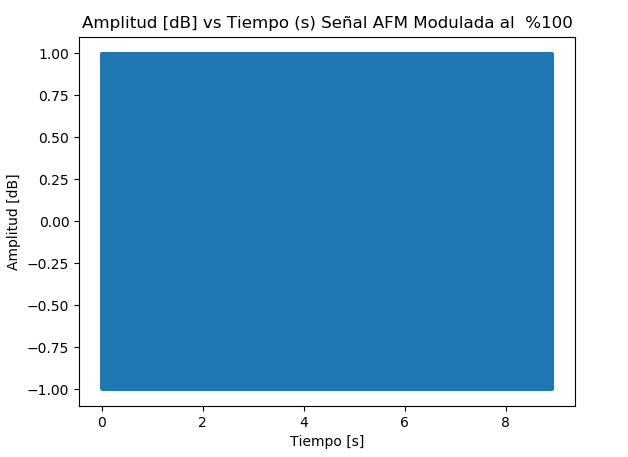 Amplitud [dB] vs Tiempo (s) Señal AFM Modulada al  %100
1.00
0.75
0.50
0.25
0.00
−0.25
−0.50
−0.75
−1.00
Amplitud [dB]
0 2 4 6 8
Tiempo [s]